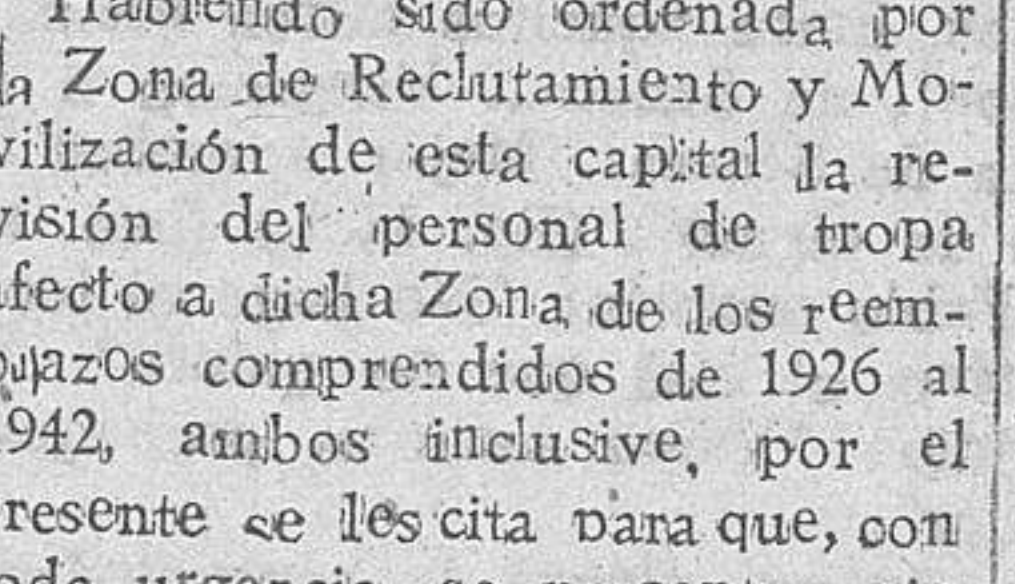 Habiendo sido ordenada por
la Zona de Reclutamiento y Mo-
vilización de esta capital la re-
visión del personal de tropa
afecto a dicha Zona de los reem-
plazos comprendidos de 1926 al
1942, ambos inclusive, por el
presente se les cita para que, con
urgencia, se